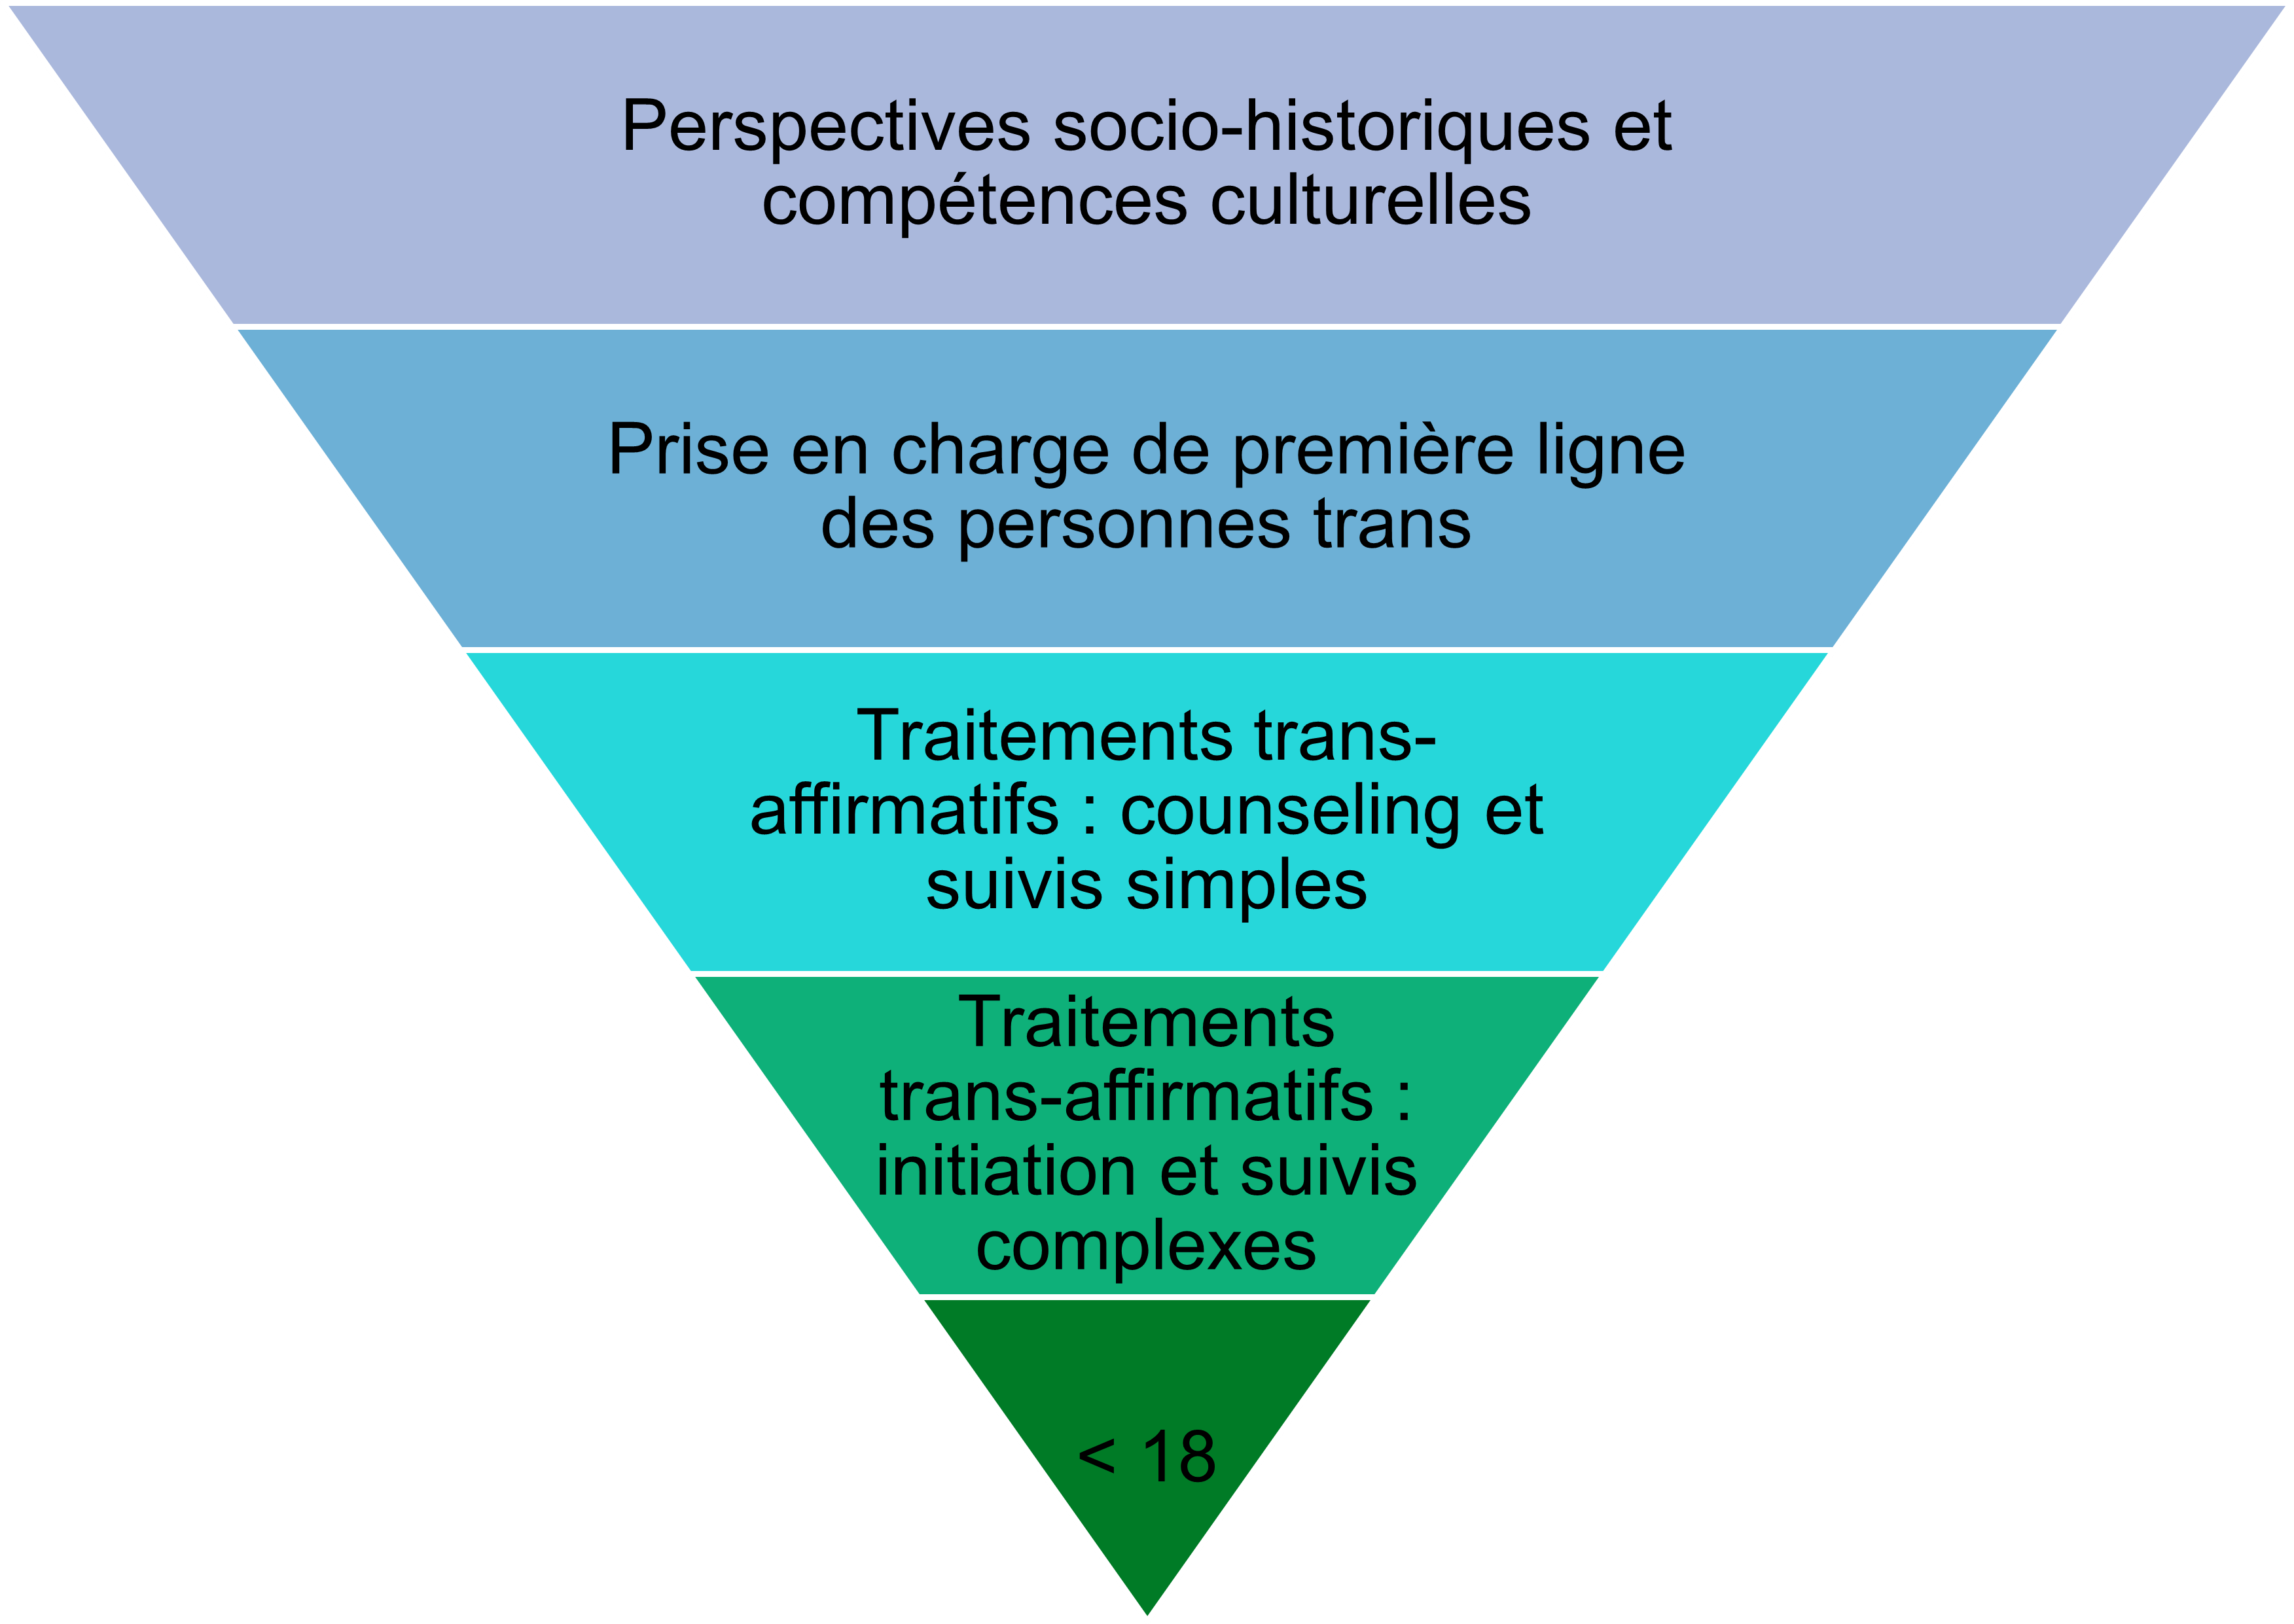 Perspectives socio-historiques et
compétences culturelles
Prise en charge de première ligne
des personnes trans
Traitements trans-
affirmatifs : counseling et
suivis simples
Traitements
trans-affirmatifs :
initiation et suivis
complexes
< 18